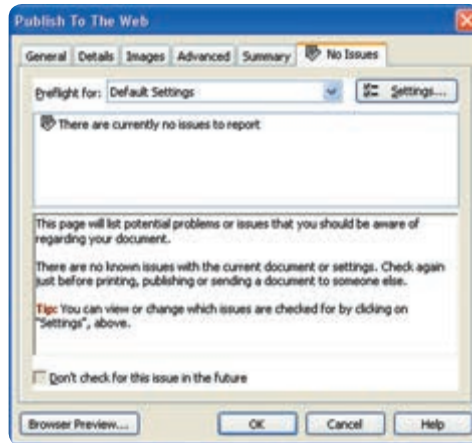 Publish To The Web
General Details Images Advanced Summary No Issues
Preflight for: Default Settings Settings...
There are currently no issues to report
This page will list potential problems or issues that you should be aware of
regarding your document.
There are no known issues with the current document or settings. Check again
just before printing, publishing or sending a document to someone else.
Tip: You can view or change which issues are checked for by clicking on
"Settings", above.
Don't check for this issue in the future
Browser Preview... OK Cancel Help